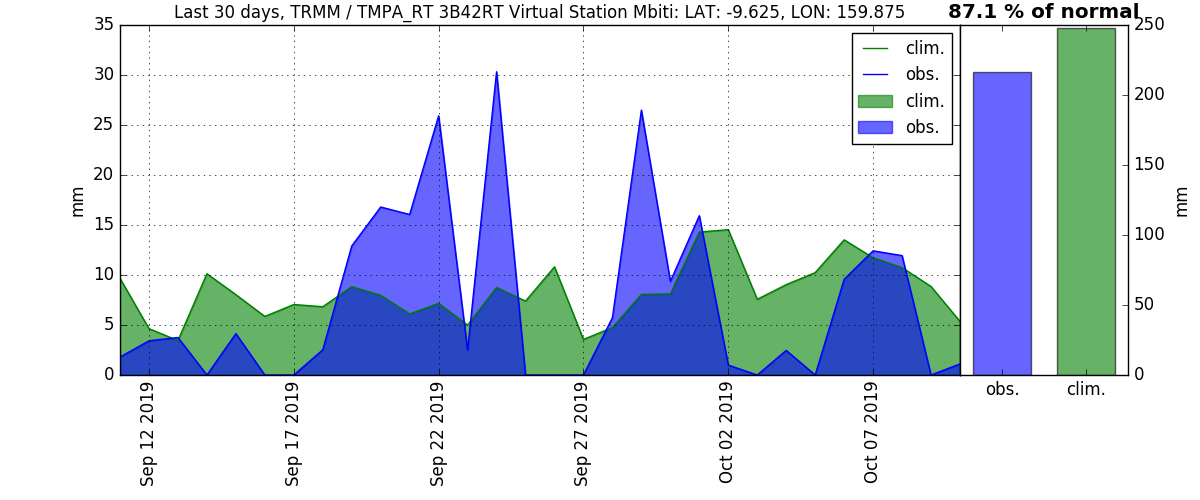 Last 30 days, TRMM / TMPA_RT 3B42RT Virtual Station Mbiti: LAT: -9.625, LON: 159.875
87.1 % of normal
35
30
25
20
15
10
5
0
mm
clim.
obs.
clim.
obs.
Sep 12 2019
Sep 17 2019
Sep 22 2019
Sep 27 2019
Oct 02 2019
Oct 07 2019
250
200
150
100
50
0
mm
obs.
clim.